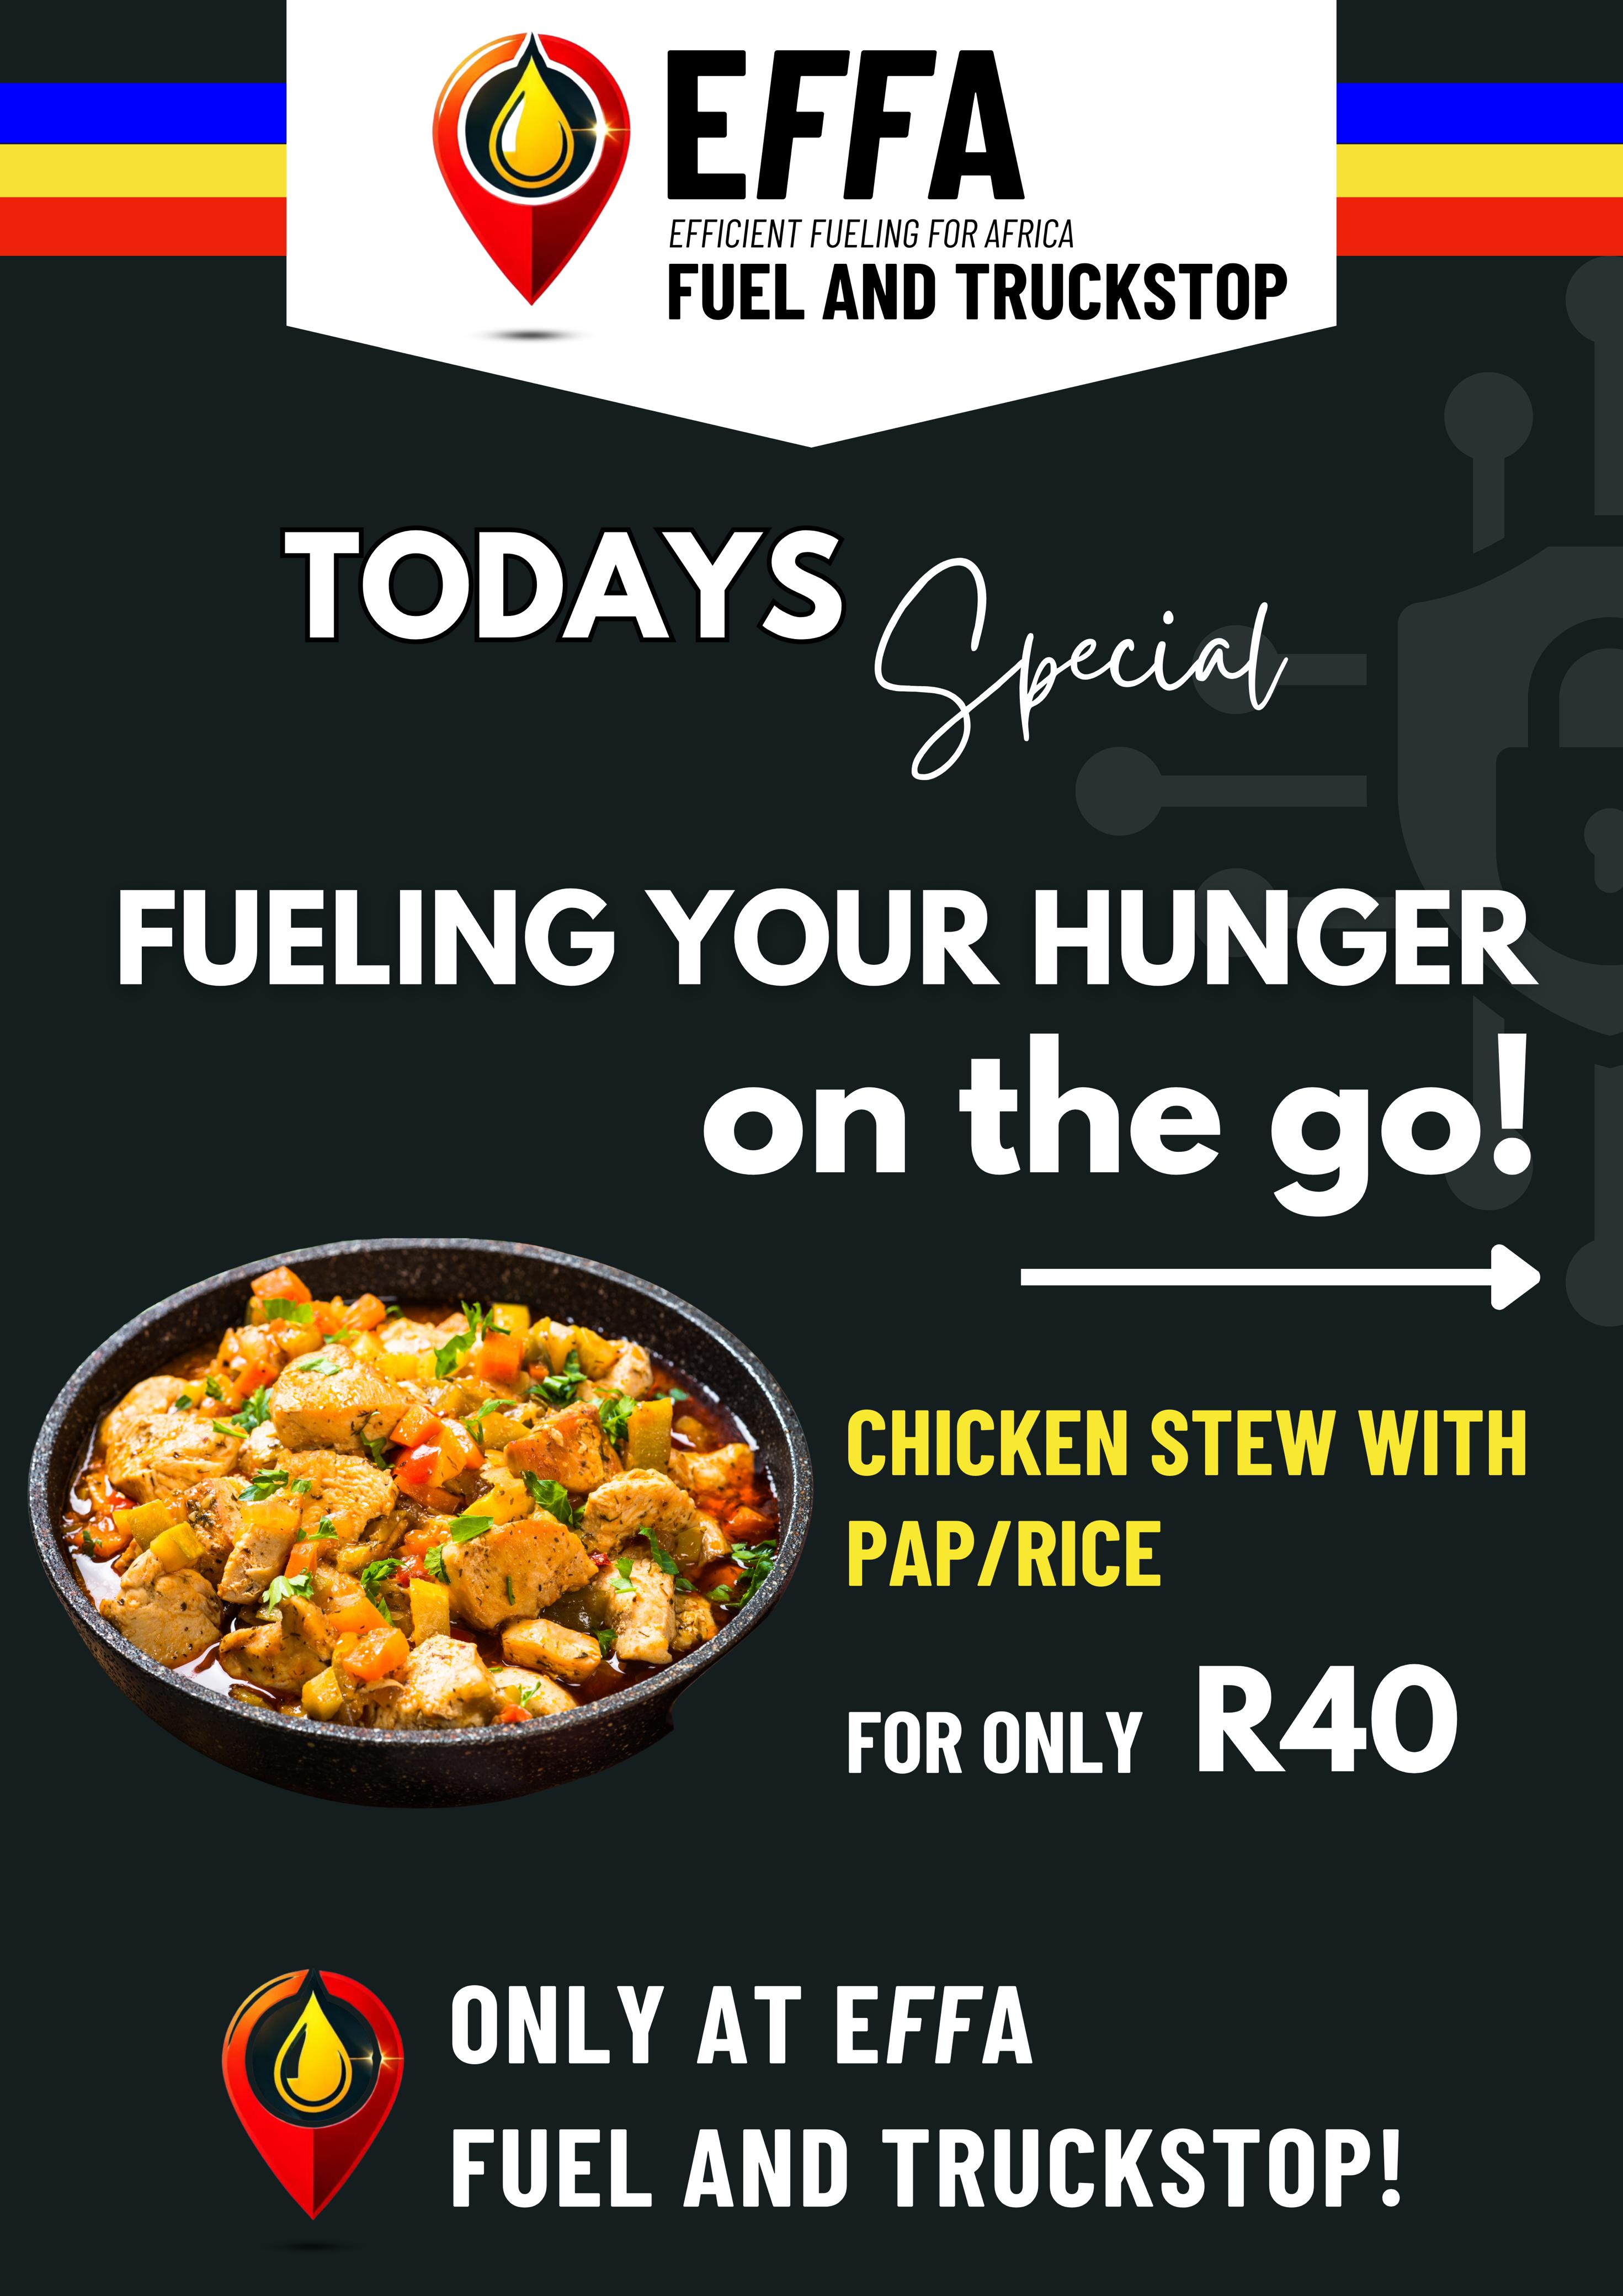 EFFA
EFFICIENT FUELING FOR AFRICA
FUEL AND TRUCKSTOP
TODAYS
Special
FUELING YOUR HUNGER
on the go!
CHICKEN STEW WITH
PAP/RICE
FOR ONLY R40
ONLY AT EFFA
FUEL AND TRUCKSTOP!